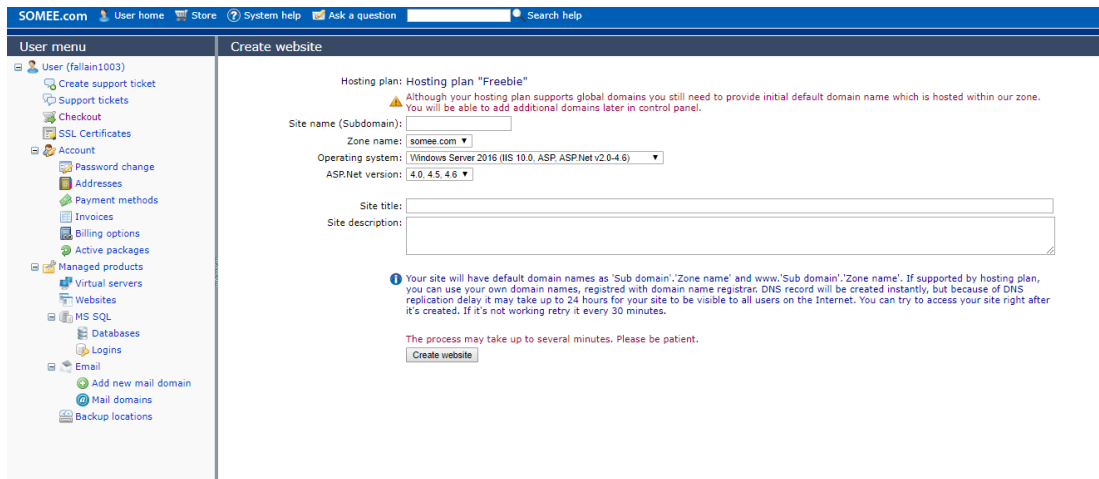 SOMEE.com User home Store System help Ask a question Search help
User menu
User (fallain1003)
Create support ticket
Support tickets
Checkout
SSL Certificates
Account
Password change
Addresses
Payment methods
Invoices
Billing options
Active packages
Managed products
Virtual servers
Websites
MS SQL
Databases
Logins
Email
Add new mail domain
Mail domains
Backup locations
Create website
Hosting plan: Hosting plan "Freebie"
Although your hosting plan supports global domains you still need to provide initial default domain name which is hosted within our zone.
You will be able to add additional domains later in control panel.
Site name (Subdomain):
Zone name: somee.com
Operating system: Windows Server 2016 (IIS 10.0, ASP, ASP.Net v2.0-4.6)
ASP.Net version: 4.0, 4.5, 4.6
Site title:
Site description:
Your site will have default domain names as 'Sub domain'.'Zone name' and www.'Sub domain'.'Zone name'. If supported by hosting plan,
you can use your own domain names, registred with domain name registrar. DNS record will be created instantly, but because of DNS
replication delay it may take up to 24 hours for your site to be visible to all users on the Internet. You can try to access your site right after
it's created. If it's not working retry it every 30 minutes.
The process may take up to several minutes. Please be patient.
Create website